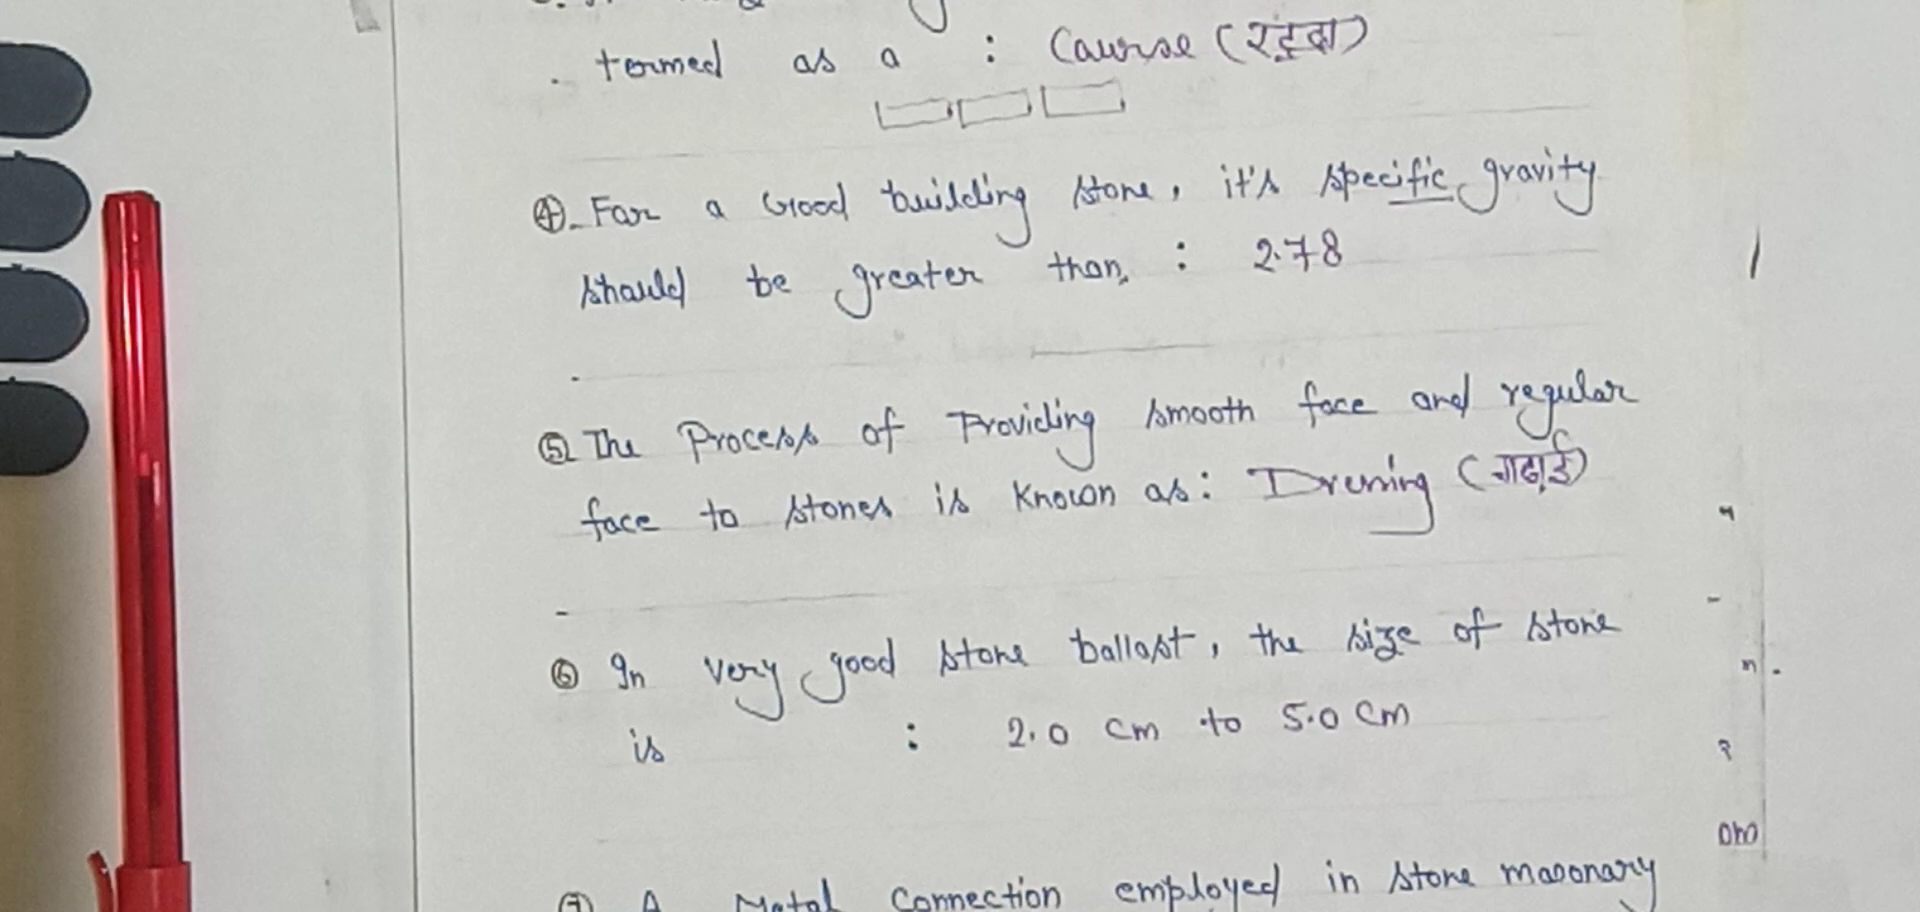 termed as a : Course (रद्दा)
④. For a Good building stone, it's specific gravity
should be greater than, : 2.78
⑤ The Process of Providing smooth face and regular
face to stones is known as: Dressing (गढ़ाई)
⑥ In very good stone ballast, the size of stone
is : 2.0 cm to 5.0 cm
⑦ A Metal Connection employed in stone masonary